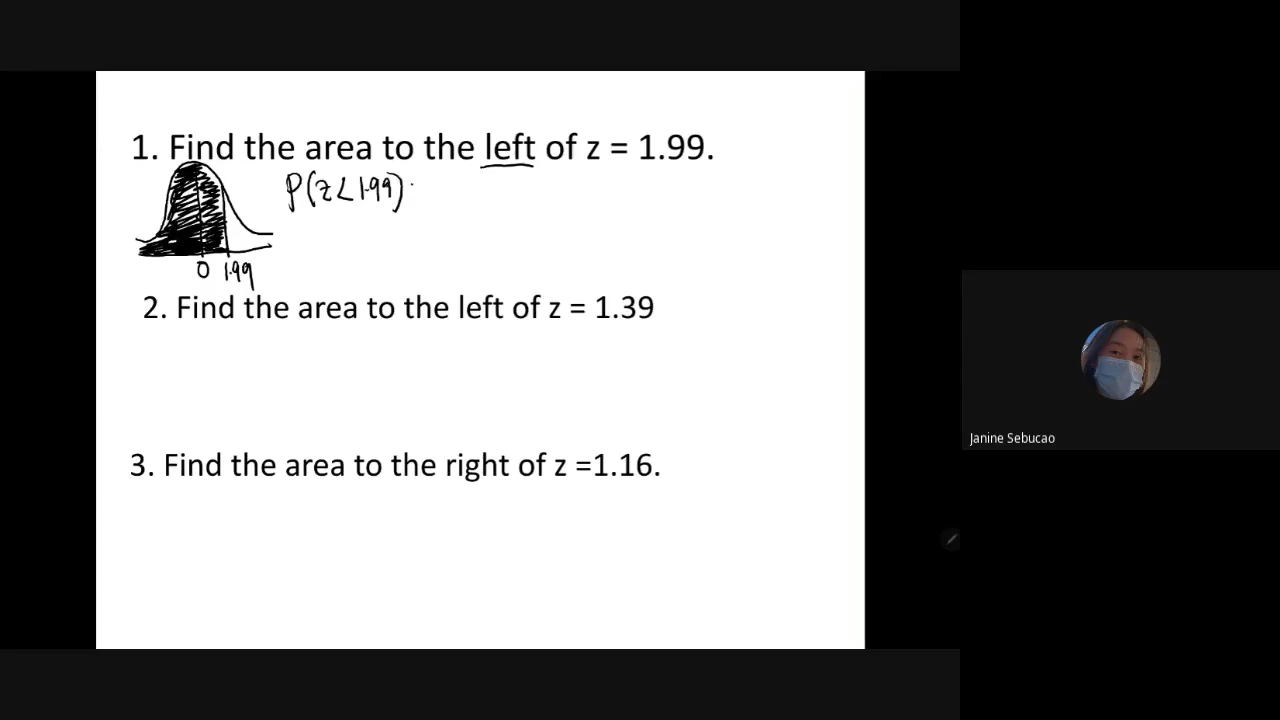 1. Find the area to the left of z = 1.99.
P(z < 1.99)
0 1.99
2. Find the area to the left of z = 1.39
3. Find the area to the right of z =1.16.
Janine Sebucao